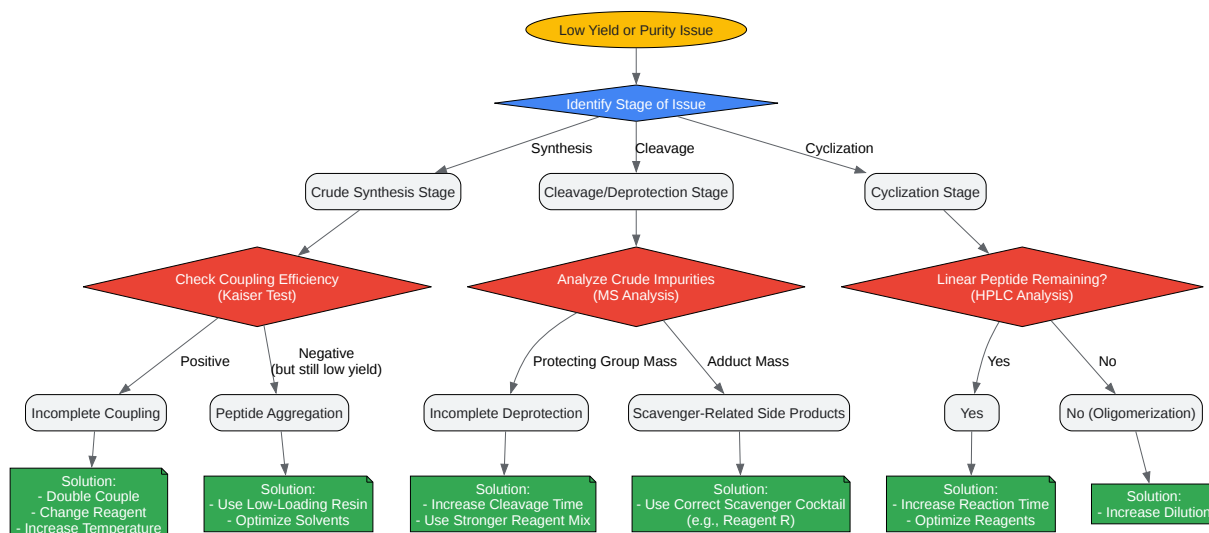 Low Yield or Purity Issue
Identify Stage of Issue
Synthesis
Cleavage
Cyclization
Crude Synthesis Stage
Cleavage/Deprotection Stage
Cyclization Stage
Check Coupling Efficiency
(Kaiser Test)
Analyze Crude Impurities
(MS Analysis)
Linear Peptide Remaining?
(HPLC Analysis)
Positive
Negative
(but still low yield)
Protecting Group Mass
Adduct Mass
Yes
No
Incomplete Coupling
Peptide Aggregation
Incomplete Deprotection
Scavenger-Related Side Products
Yes
No (Oligomerization)
Solution:
- Double Couple
- Change Reagent
- Increase Temperature
Solution:
- Use Low-Loading Resin
- Optimize Solvents
Solution:
- Increase Cleavage Time
- Use Stronger Reagent Mix
Solution:
- Use Correct Scavenger Cocktail
(e.g., Reagent R)
Solution:
- Increase Reaction Time
- Optimize Reagents
Solution:
- Increase Dilution